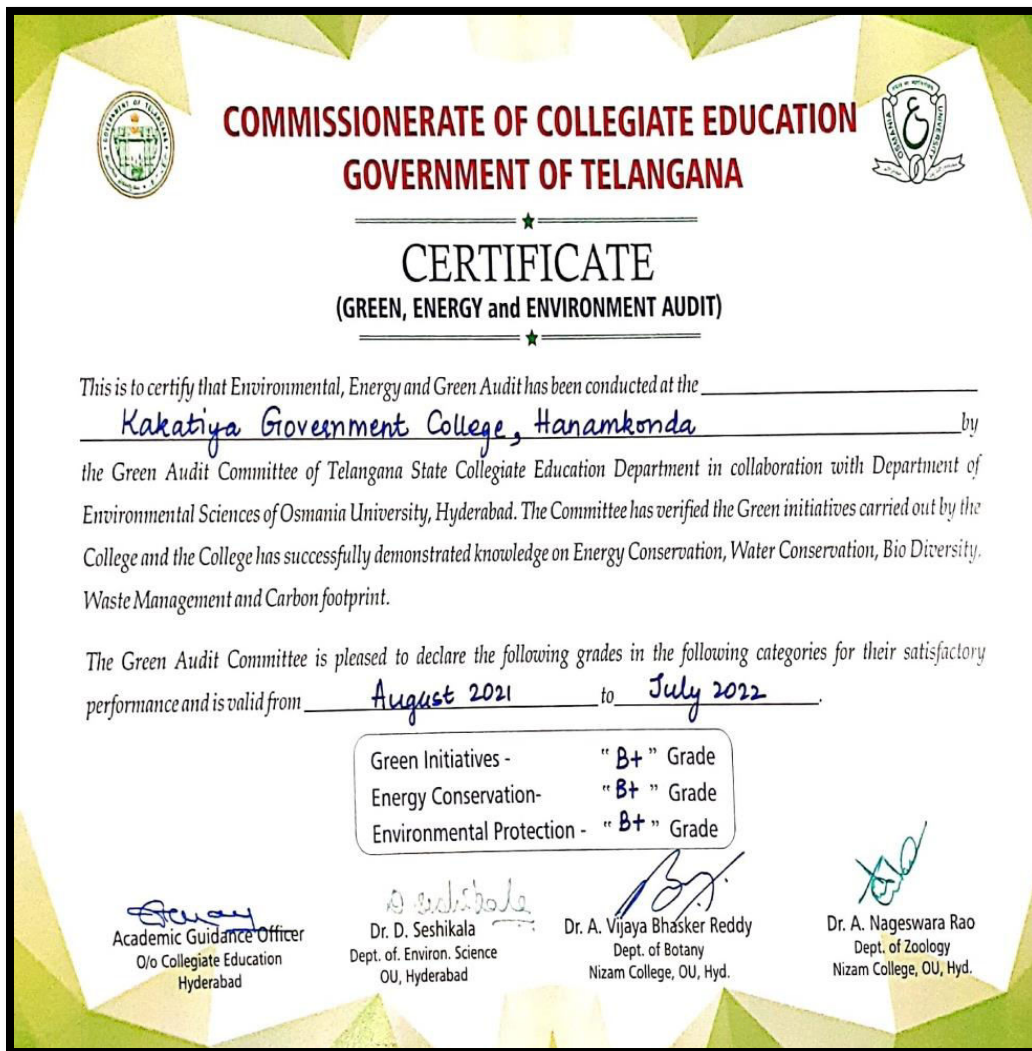 GOVERNMENT OF TELANGANA
OSMANIA UNIVERSITY
COMMISSIONERATE OF COLLEGIATE EDUCATION
GOVERNMENT OF TELANGANA
CERTIFICATE
(GREEN, ENERGY and ENVIRONMENT AUDIT)
This is to certify that Environmental, Energy and Green Audit has been conducted at the
Kakatiya Government College, Hanamkonda by
the Green Audit Committee of Telangana State Collegiate Education Department in collaboration with Department of
Environmental Sciences of Osmania University, Hyderabad. The Committee has verified the Green initiatives carried out by the
College and the College has successfully demonstrated knowledge on Energy Conservation, Water Conservation, Bio Diversity,
Waste Management and Carbon footprint.
The Green Audit Committee is pleased to declare the following grades in the following categories for their satisfactory
performance and is valid from August 2021 to July 2022.
Green Initiatives - "B+" Grade
Energy Conservation- "B+" Grade
Environmental Protection - "B+" Grade
D Seshikala
Academic Guidance Officer
O/o Collegiate Education
Hyderabad
Dr. D. Seshikala
Dept. of. Environ. Science
OU, Hyderabad
Dr. A. Vijaya Bhasker Reddy
Dept. of Botany
Nizam College, OU, Hyd.
Dr. A. Nageswara Rao
Dept. of Zoology
Nizam College, OU, Hyd.